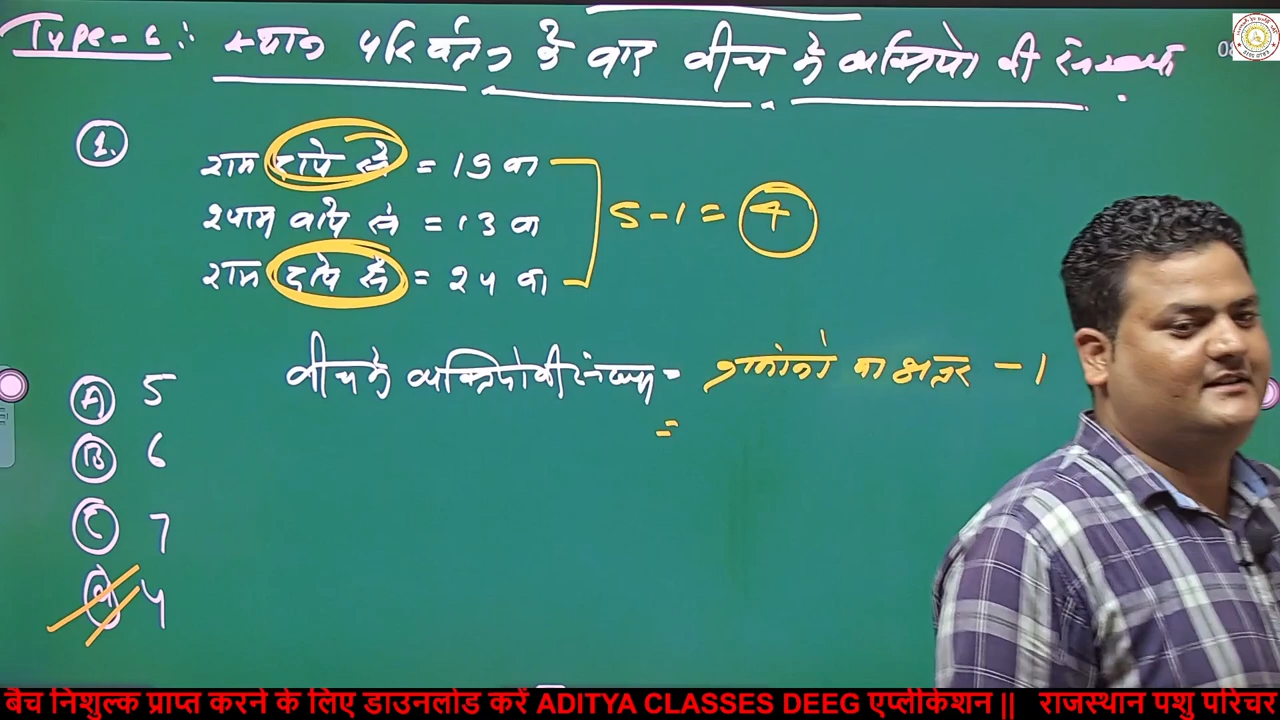 Type-6: स्थान परिवर्तन के बाद बीच के व्यक्तियों की संख्या
08
1.
राम दाये से = 19 वा
श्याम बाये से = 13 वा
राम दाये से = 24 वा
5-1= 4
बीच के व्यक्तियों की संख्या = का अन्तर - 1
=
A 5
B 6
C 7
4
बैच निशुल्क प्राप्त करने के लिए डाउनलोड करें ADITYA CLASSES DEEG एप्लीकेशन || राजस्थान पशु परिचर